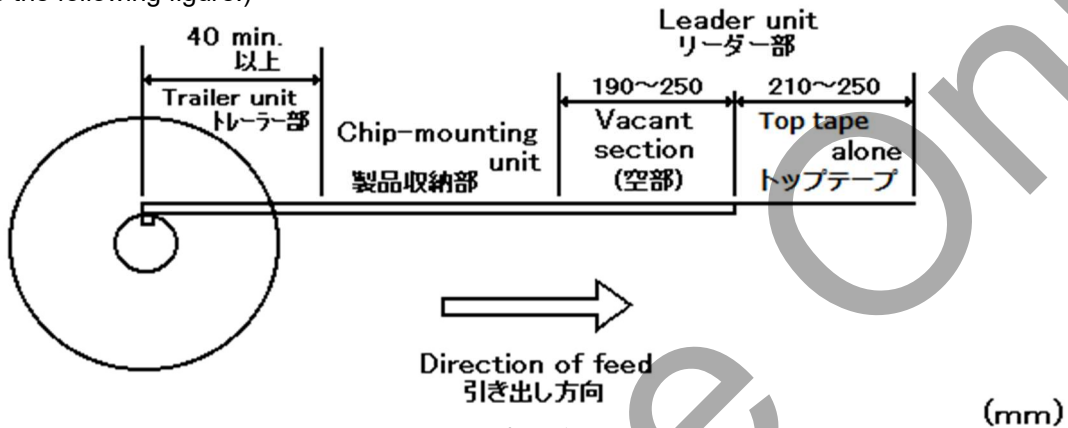 the following figure.)
Leader unit
リーダー部
40 min.
以上
Trailer unit
トレーラー部
190～250
210～250
Chip-mounting
unit
製品収納部
Vacant
section
(空部)
Top tape
alone
トップテープ
Direction of feed
引き出し方向
(mm)